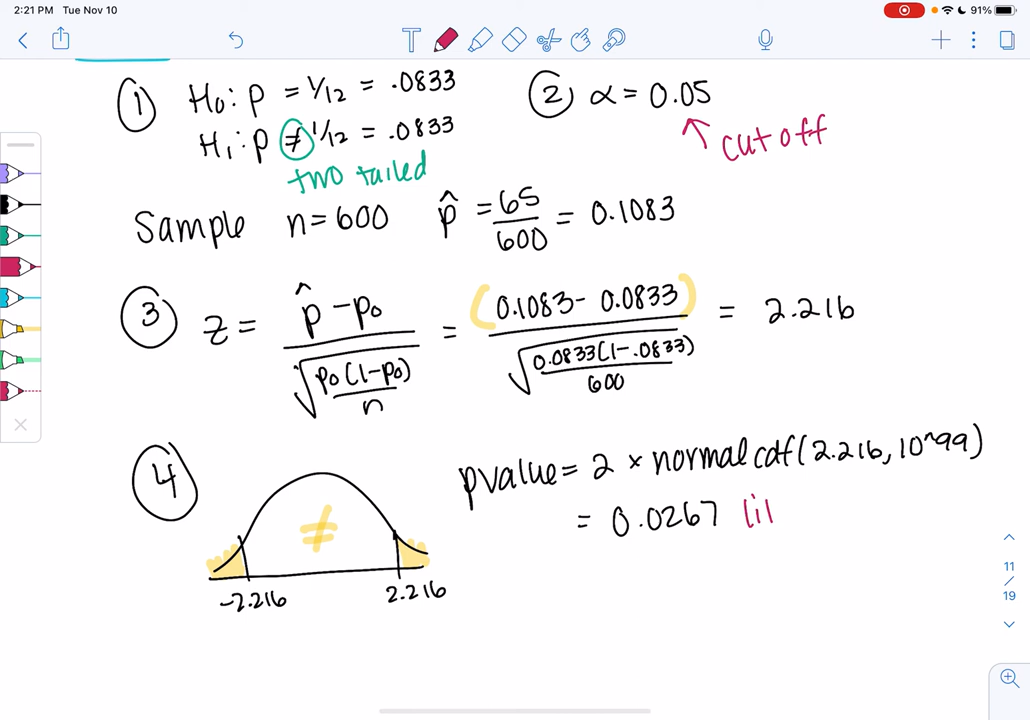 2:21 PM Tue Nov 10
91%
① H₀: p = 1/12 = .0833
H₁: p ≠ 1/12 = .0833
two tailed
② α = 0.05
cut off
Sample n=600 p̂ = 65/600 = 0.1083
③ z = (p̂ - p₀)/√(p₀(1-p₀)/n) = (0.1083 - 0.0833)/√(0.0833(1-.0833)/600) = 2.216
④ pvalue = 2 × normalcdf(2.216, 10^99)
= 0.0267 lil
≠
-2.216 2.216
11
/
19